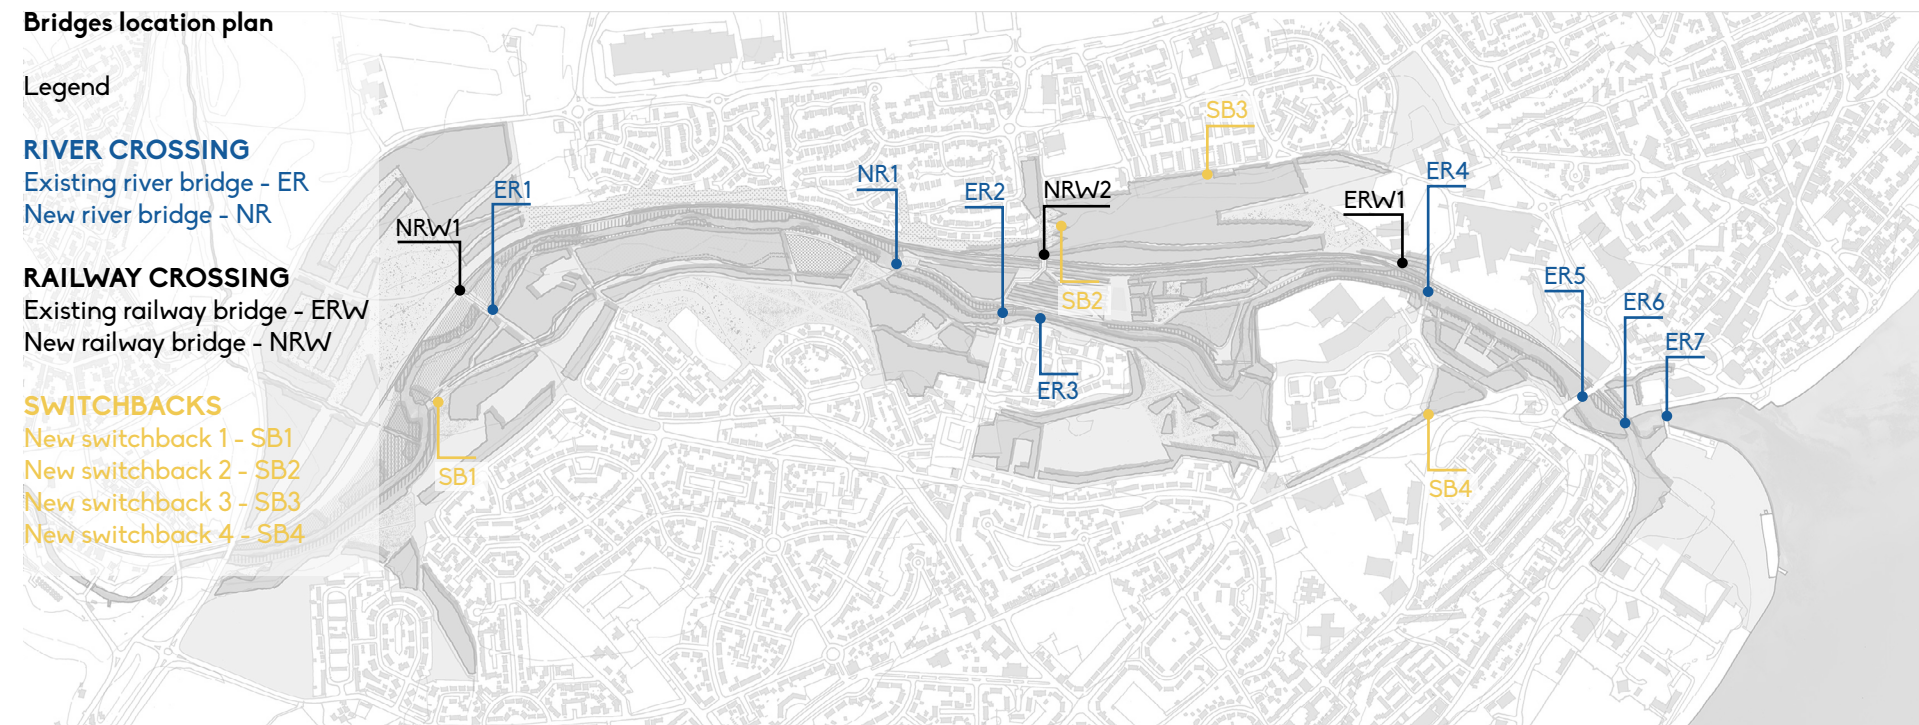 Bridges location plan
Legend
RIVER CROSSING
Existing river bridge - ER
New river bridge - NR
RAILWAY CROSSING
Existing railway bridge - ERW
New railway bridge - NRW
SWITCHBACKS
New switchback 1 - SB1
New switchback 2 - SB2
New switchback 3 - SB3
New switchback 4 - SB4
NRW1
ER1
SB1
NR1
ER2
NRW2
SB2
ER3
SB3
ERW1
ER4
SB4
ER5
ER6
ER7